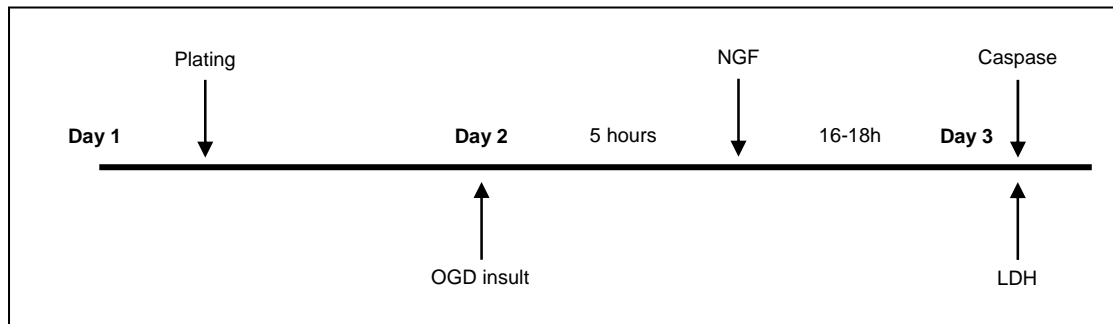 Plating
NGF
Caspase
Day 1
Day 2
5 hours
16-18h
Day 3
OGD insult
LDH